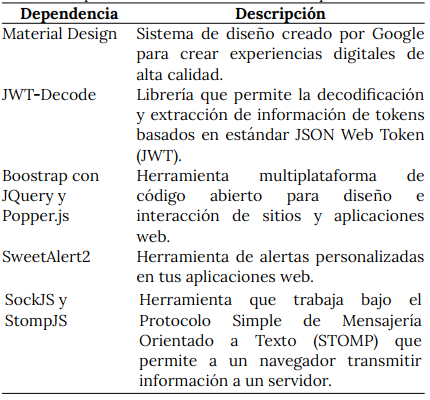 Dependencia Descripción
Material Design Sistema de diseño creado por Google
para crear experiencias digitales de
alta calidad.
JWT-Decode Librería que permite la decodificación
y extracción de información de tokens
basados en estándar JSON Web Token
(JWT).
Boostrap con Herramienta multiplataforma de
JQuery y código abierto para diseño e
Popper.js interacción de sitios y aplicaciones
web.
SweetAlert2 Herramienta de alertas personalizadas
en tus aplicaciones web.
SockJS y Herramienta que trabaja bajo el
StompJS Protocolo Simple de Mensajería
Orientado a Texto (STOMP) que
permite a un navegador transmitir
información a un servidor.